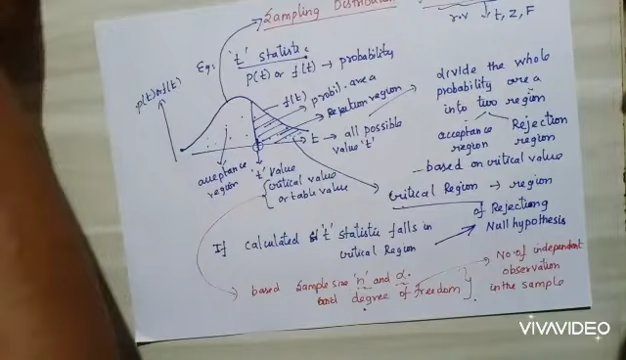 Sampling Distribution
r.v → t, Z, F
Eg: 't' statistic
p(t) or f(t) → probability
p(t) or f(t)
f(t)
probil. area
Rejection region
t → all possible
value 't'
acceptance
region
't' value
critical value
or table value
divide the whole
probability area
into two region
acceptance
region
Rejection
region
- based on critical value
Critical Region → region
of Rejecting
Null hypothesis
If calculated 't' statistic falls in
critical Region
based sample size 'n' and α.
degree of Freedom
No of independent
observation
in the sample
VIVAVIDEO